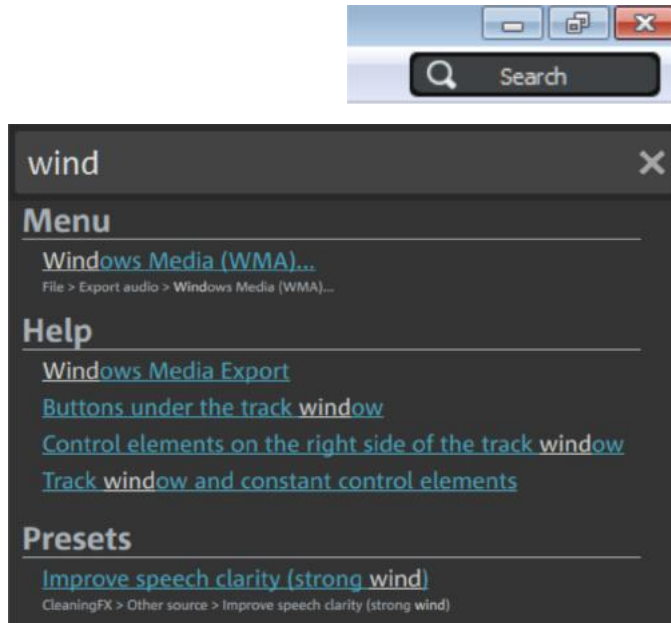 Search
wind
Menu
Windows Media (WMA)...
File > Export audio > Windows Media (WMA)...
Help
Windows Media Export
Buttons under the track window
Control elements on the right side of the track window
Track window and constant control elements
Presets
Improve speech clarity (strong wind)
CleaningFX > Other source > Improve speech clarity (strong wind)